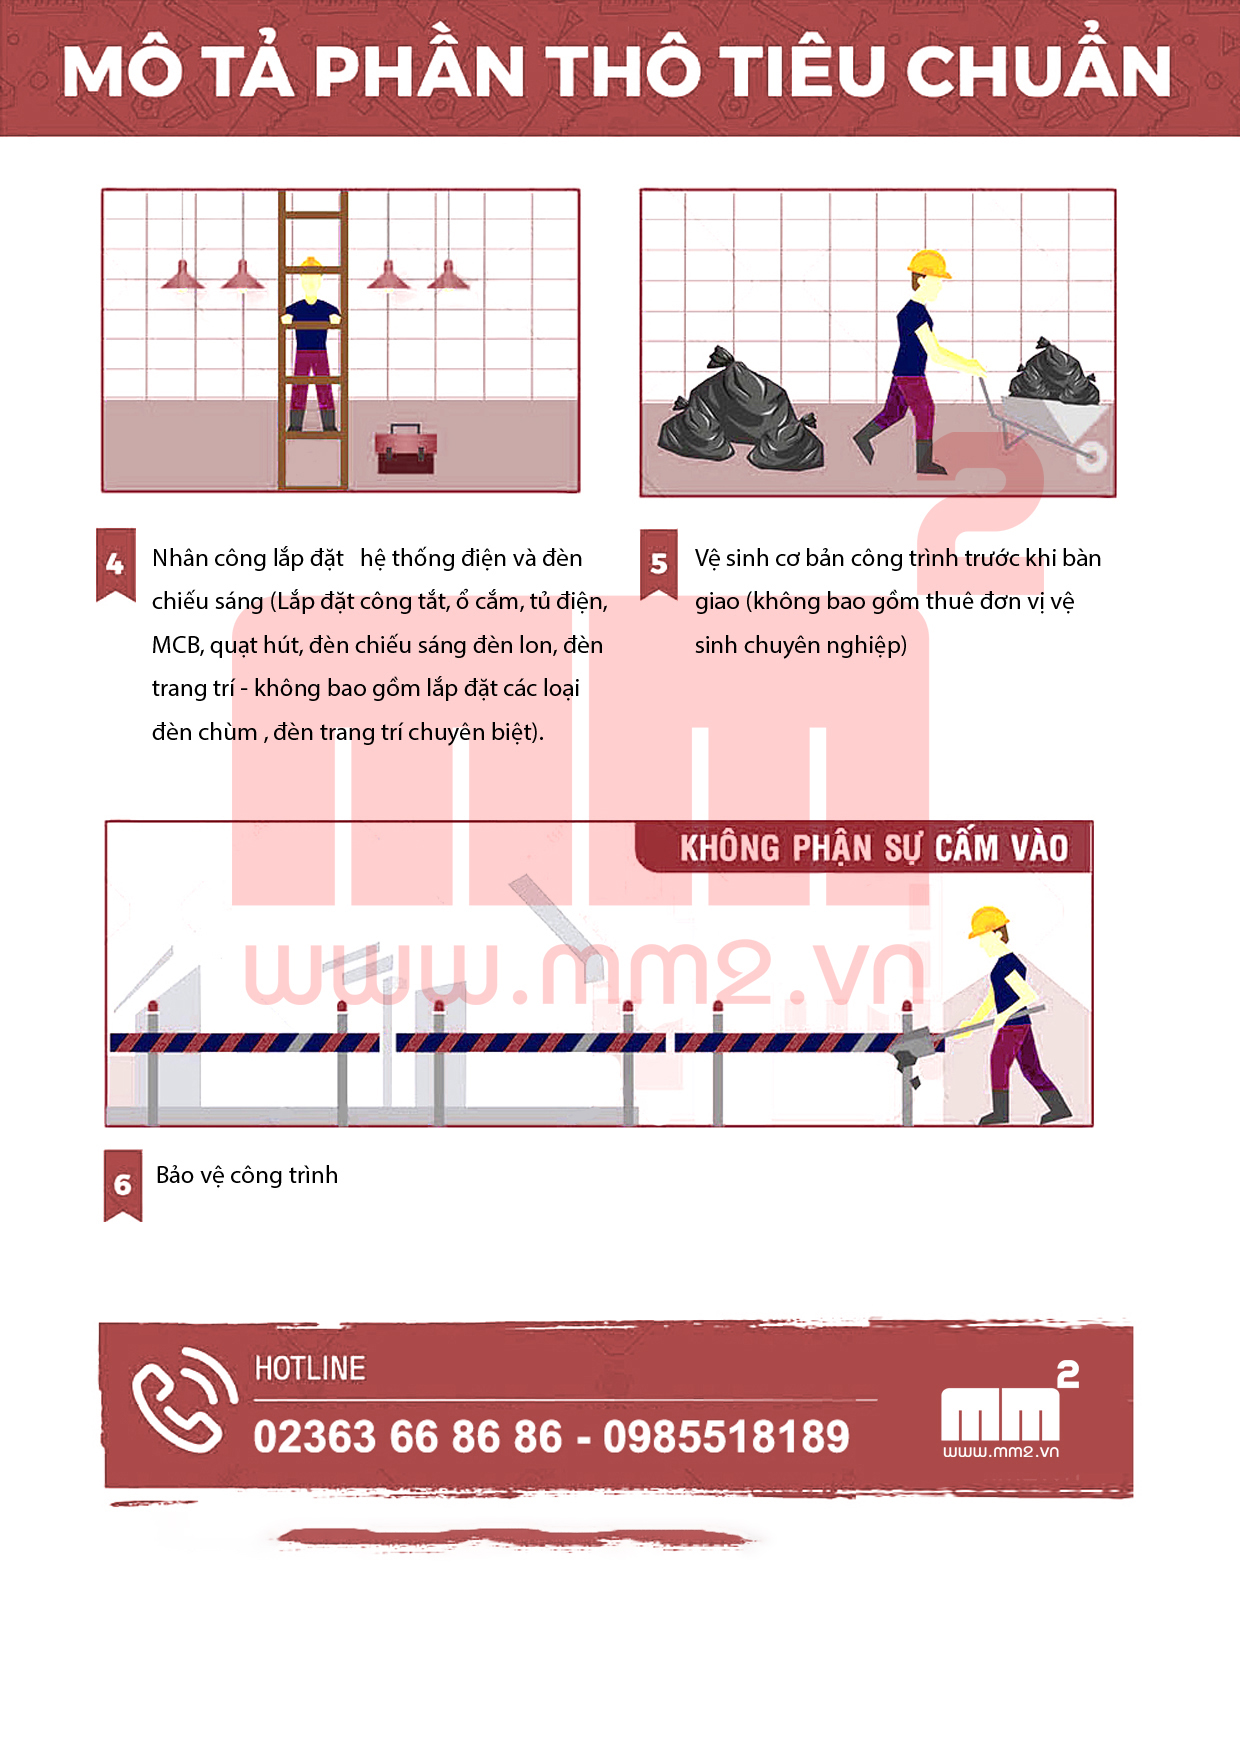 MÔ TẢ PHẦN THÔ TIÊU CHUẨN
4
Nhân công lắp đặt hệ thống điện và đèn
chiếu sáng (Lắp đặt công tắt, ổ cắm, tủ điện,
MCB, quạt hút, đèn chiếu sáng đèn lon, đèn
trang trí - không bao gồm lắp đặt các loại
đèn chùm , đèn trang trí chuyên biệt).
5
Vệ sinh cơ bản công trình trước khi bàn
giao (không bao gồm thuê đơn vị vệ
sinh chuyên nghiệp)
mm2
www.mm2.vn
KHÔNG PHẬN SỰ CẤM VÀO
6
Bảo vệ công trình
HOTLINE
02363 66 86 86 - 0985518189
mm2
www.mm2.vn